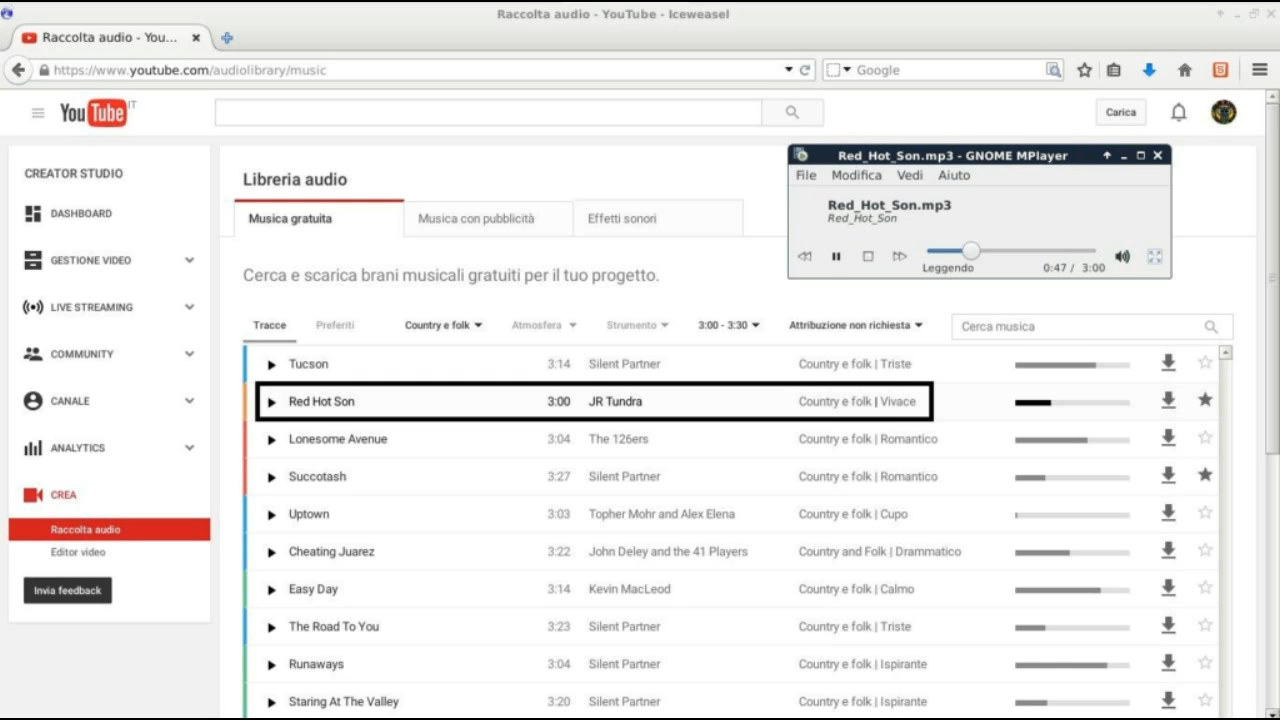 Raccolta audio - YouTube - Iceweasel
Raccolta audio - You...
https://www.youtube.com/audiolibrary/music
Google
YouTube IT
Carica
CREATOR STUDIO
DASHBOARD
GESTIONE VIDEO
LIVE STREAMING
COMMUNITY
CANALE
ANALYTICS
CREA
Raccolta audio
Editor video
Invia feedback
Libreria audio
Musica gratuita Musica con pubblicità Effetti sonori
Red_Hot_Son.mp3 - GNOME MPlayer
File Modifica Vedi Aiuto
Red_Hot_Son.mp3
Red_Hot_Son
Leggendo 0:47 / 3:00
Cerca e scarica brani musicali gratuiti per il tuo progetto.
Tracce Preferiti Country e folk Atmosfera Strumento 3:00 - 3:30 Attribuzione non richiesta Cerca musica
Tucson 3:14 Silent Partner Country e folk | Triste
Red Hot Son 3:00 JR Tundra Country e folk | Vivace
Lonesome Avenue 3:04 The 126ers Country e folk | Romantico
Succotash 3:27 Silent Partner Country e folk | Romantico
Uptown 3:03 Topher Mohr and Alex Elena Country e folk | Cupo
Cheating Juarez 3:22 John Deley and the 41 Players Country and Folk | Drammatico
Easy Day 3:14 Kevin MacLeod Country e folk | Calmo
The Road To You 3:23 Silent Partner Country e folk | Triste
Runaways 3:04 Silent Partner Country e folk | Ispirante
Staring At The Valley 3:20 Silent Partner Country e folk | Ispirante